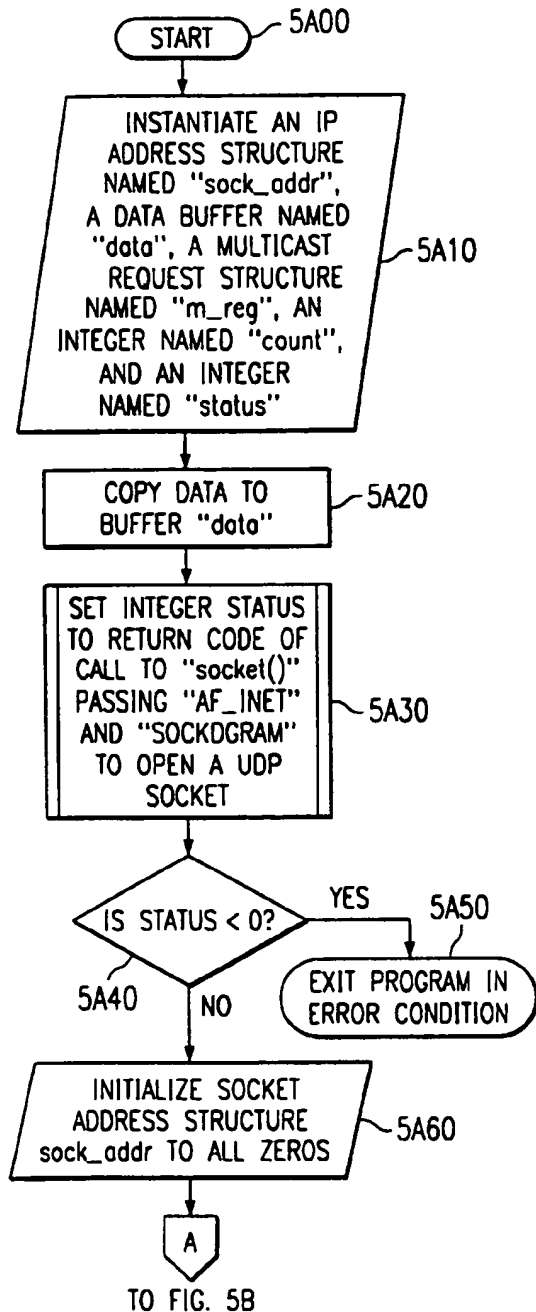 START
5A00
INSTANTIATE AN IP
ADDRESS STRUCTURE
NAMED "sock_addr",
A DATA BUFFER NAMED
"data", A MULTICAST
REQUEST STRUCTURE
NAMED "m_reg", AN
INTEGER NAMED "count",
AND AN INTEGER
NAMED "status"
5A10
COPY DATA TO
BUFFER "data"
5A20
SET INTEGER STATUS
TO RETURN CODE OF
CALL TO "socket()"
PASSING "AF_INET"
AND "SOCKDGRAM"
TO OPEN A UDP
SOCKET
5A30
IS STATUS < 0?
YES
5A40
NO
5A50
EXIT PROGRAM IN
ERROR CONDITION
INITIALIZE SOCKET
ADDRESS STRUCTURE
sock_addr TO ALL ZEROS
5A60
A
TO FIG. 5B